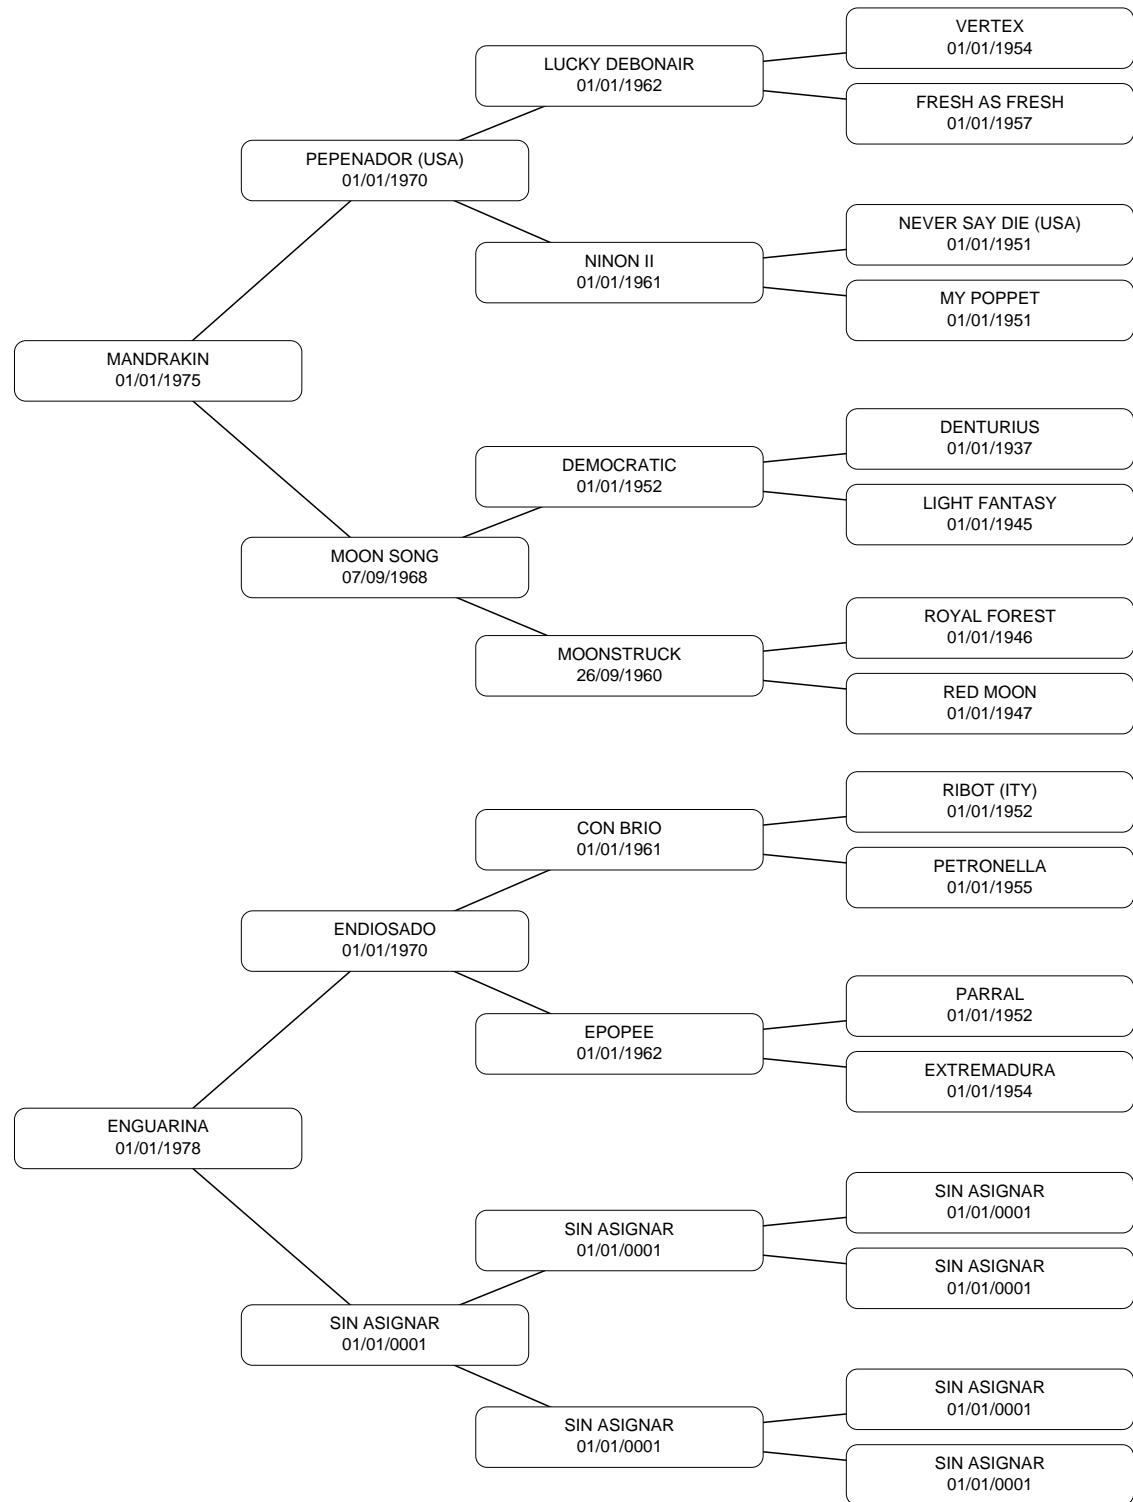 VERTEX
01/01/1954
LUCKY DEBONAIR
01/01/1962
FRESH AS FRESH
01/01/1957
PEPENADOR (USA)
01/01/1970
NEVER SAY DIE (USA)
01/01/1951
NINON II
01/01/1961
MY POPPET
01/01/1951
MANDRAKIN
01/01/1975
DENTURIUS
01/01/1937
DEMOCRATIC
01/01/1952
LIGHT FANTASY
01/01/1945
MOON SONG
07/09/1968
ROYAL FOREST
01/01/1946
MOONSTRUCK
26/09/1960
RED MOON
01/01/1947
RIBOT (ITY)
01/01/1952
CON BRIO
01/01/1961
PETRONELLA
01/01/1955
ENDIOSADO
01/01/1970
PARRAL
01/01/1952
EPOPEE
01/01/1962
EXTREMADURA
01/01/1954
ENGUARINA
01/01/1978
SIN ASIGNAR
01/01/0001
SIN ASIGNAR
01/01/0001
SIN ASIGNAR
01/01/0001
SIN ASIGNAR
01/01/0001
SIN ASIGNAR
01/01/0001
SIN ASIGNAR
01/01/0001
SIN ASIGNAR
01/01/0001